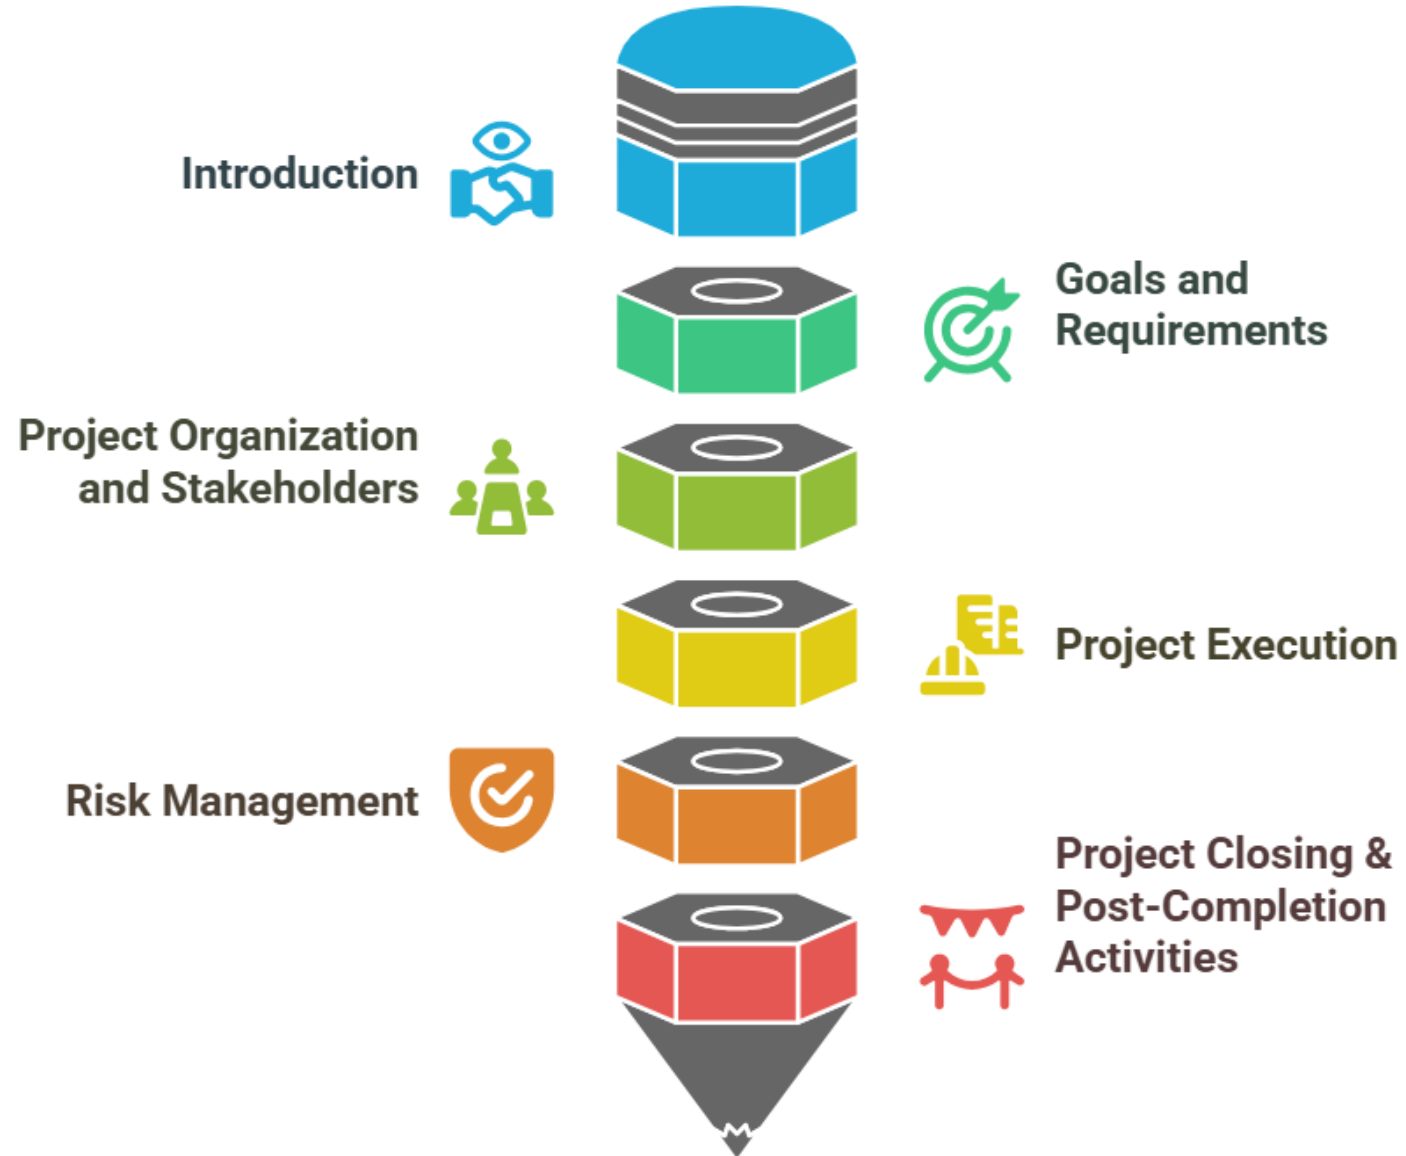 Introduction
Goals and
Requirements
Project Organization
and Stakeholders
Project Execution
Risk Management
Project Closing &
Post-Completion
Activities